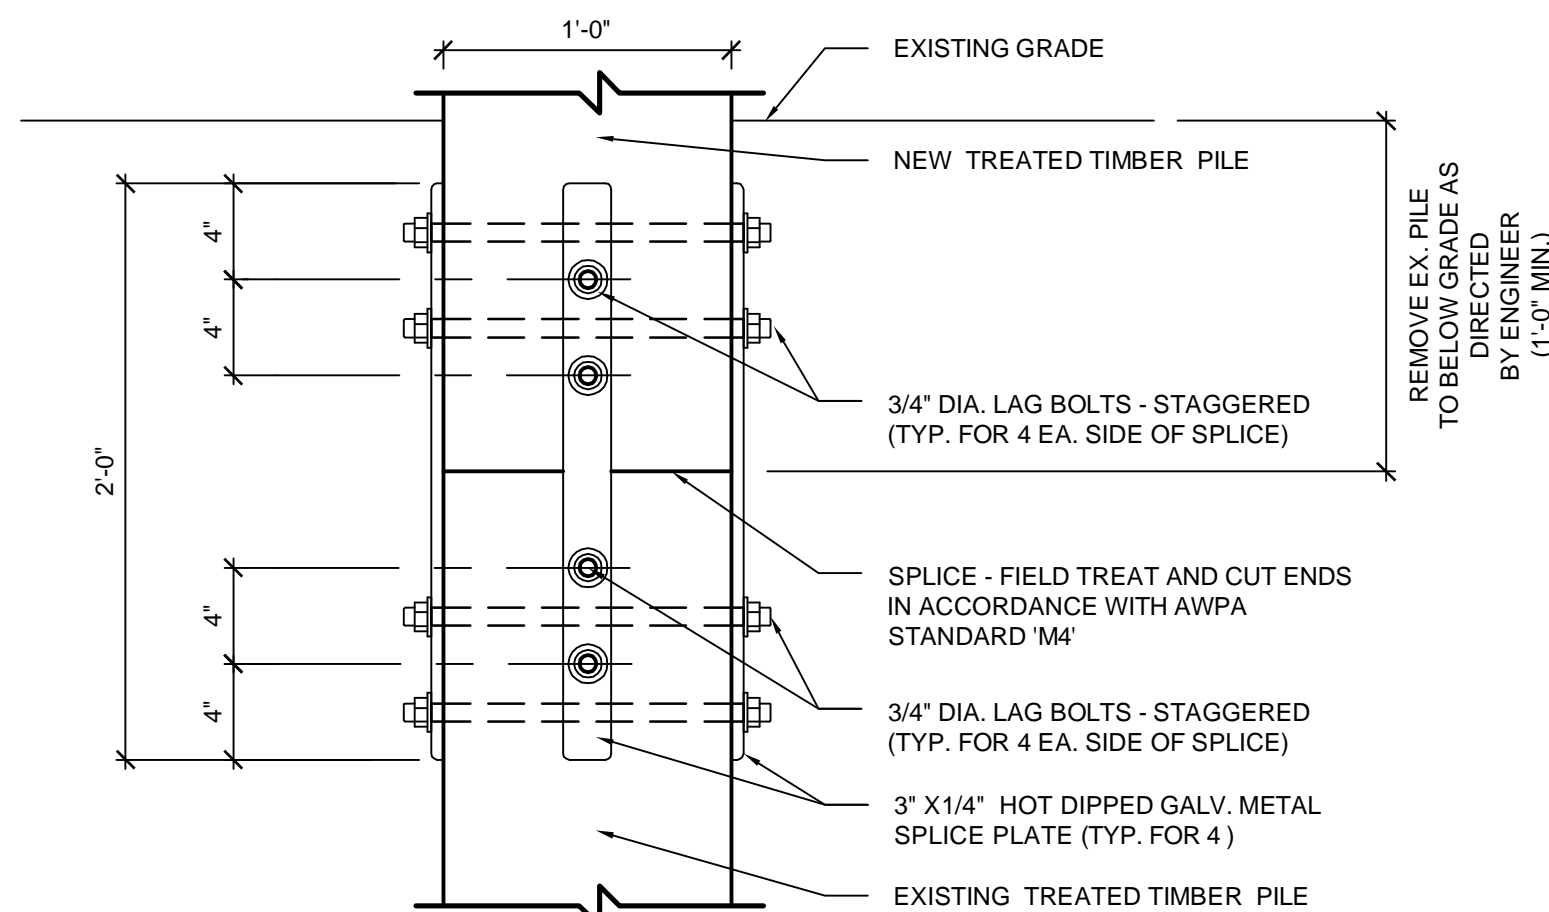 1'-0"
EXISTING GRADE
NEW TREATED TIMBER PILE
4"
4"
2'-0"
4"
4"
REMOVE EX. PILE
TO BELOW GRADE AS
DIRECTED
BY ENGINEER
(1'-0" MIN.)
3/4" DIA. LAG BOLTS - STAGGERED
(TYP. FOR 4 EA. SIDE OF SPLICE)
SPLICE - FIELD TREAT AND CUT ENDS
IN ACCORDANCE WITH AWPA
STANDARD 'M4'
3/4" DIA. LAG BOLTS - STAGGERED
(TYP. FOR 4 EA. SIDE OF SPLICE)
3" X1/4" HOT DIPPED GALV. METAL
SPLICE PLATE (TYP. FOR 4 )
EXISTING TREATED TIMBER PILE